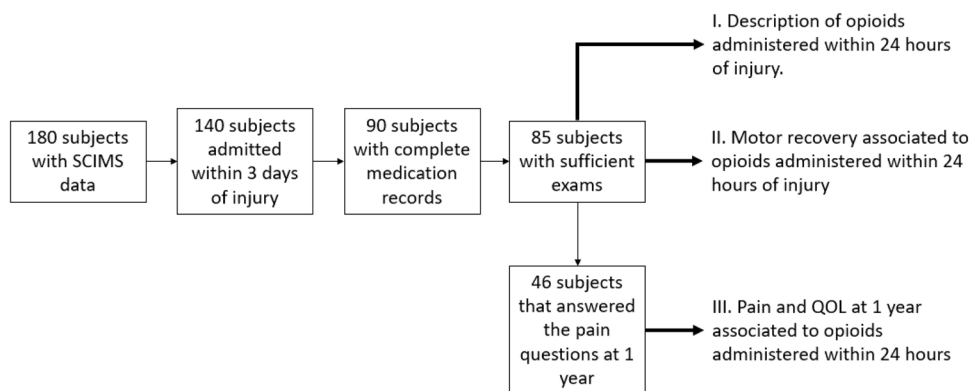 180 subjects
with SCIMS
data
140 subjects
admitted
within 3 days
of injury
90 subjects
with complete
medication
records
85 subjects
with sufficient
exams
I. Description of opioids
administered within 24 hours
of injury.
II. Motor recovery associated to
opioids administered within 24
hours of injury
46 subjects
that answered
the pain
questions at 1
year
III. Pain and QOL at 1 year
associated to opioids
administered within 24 hours